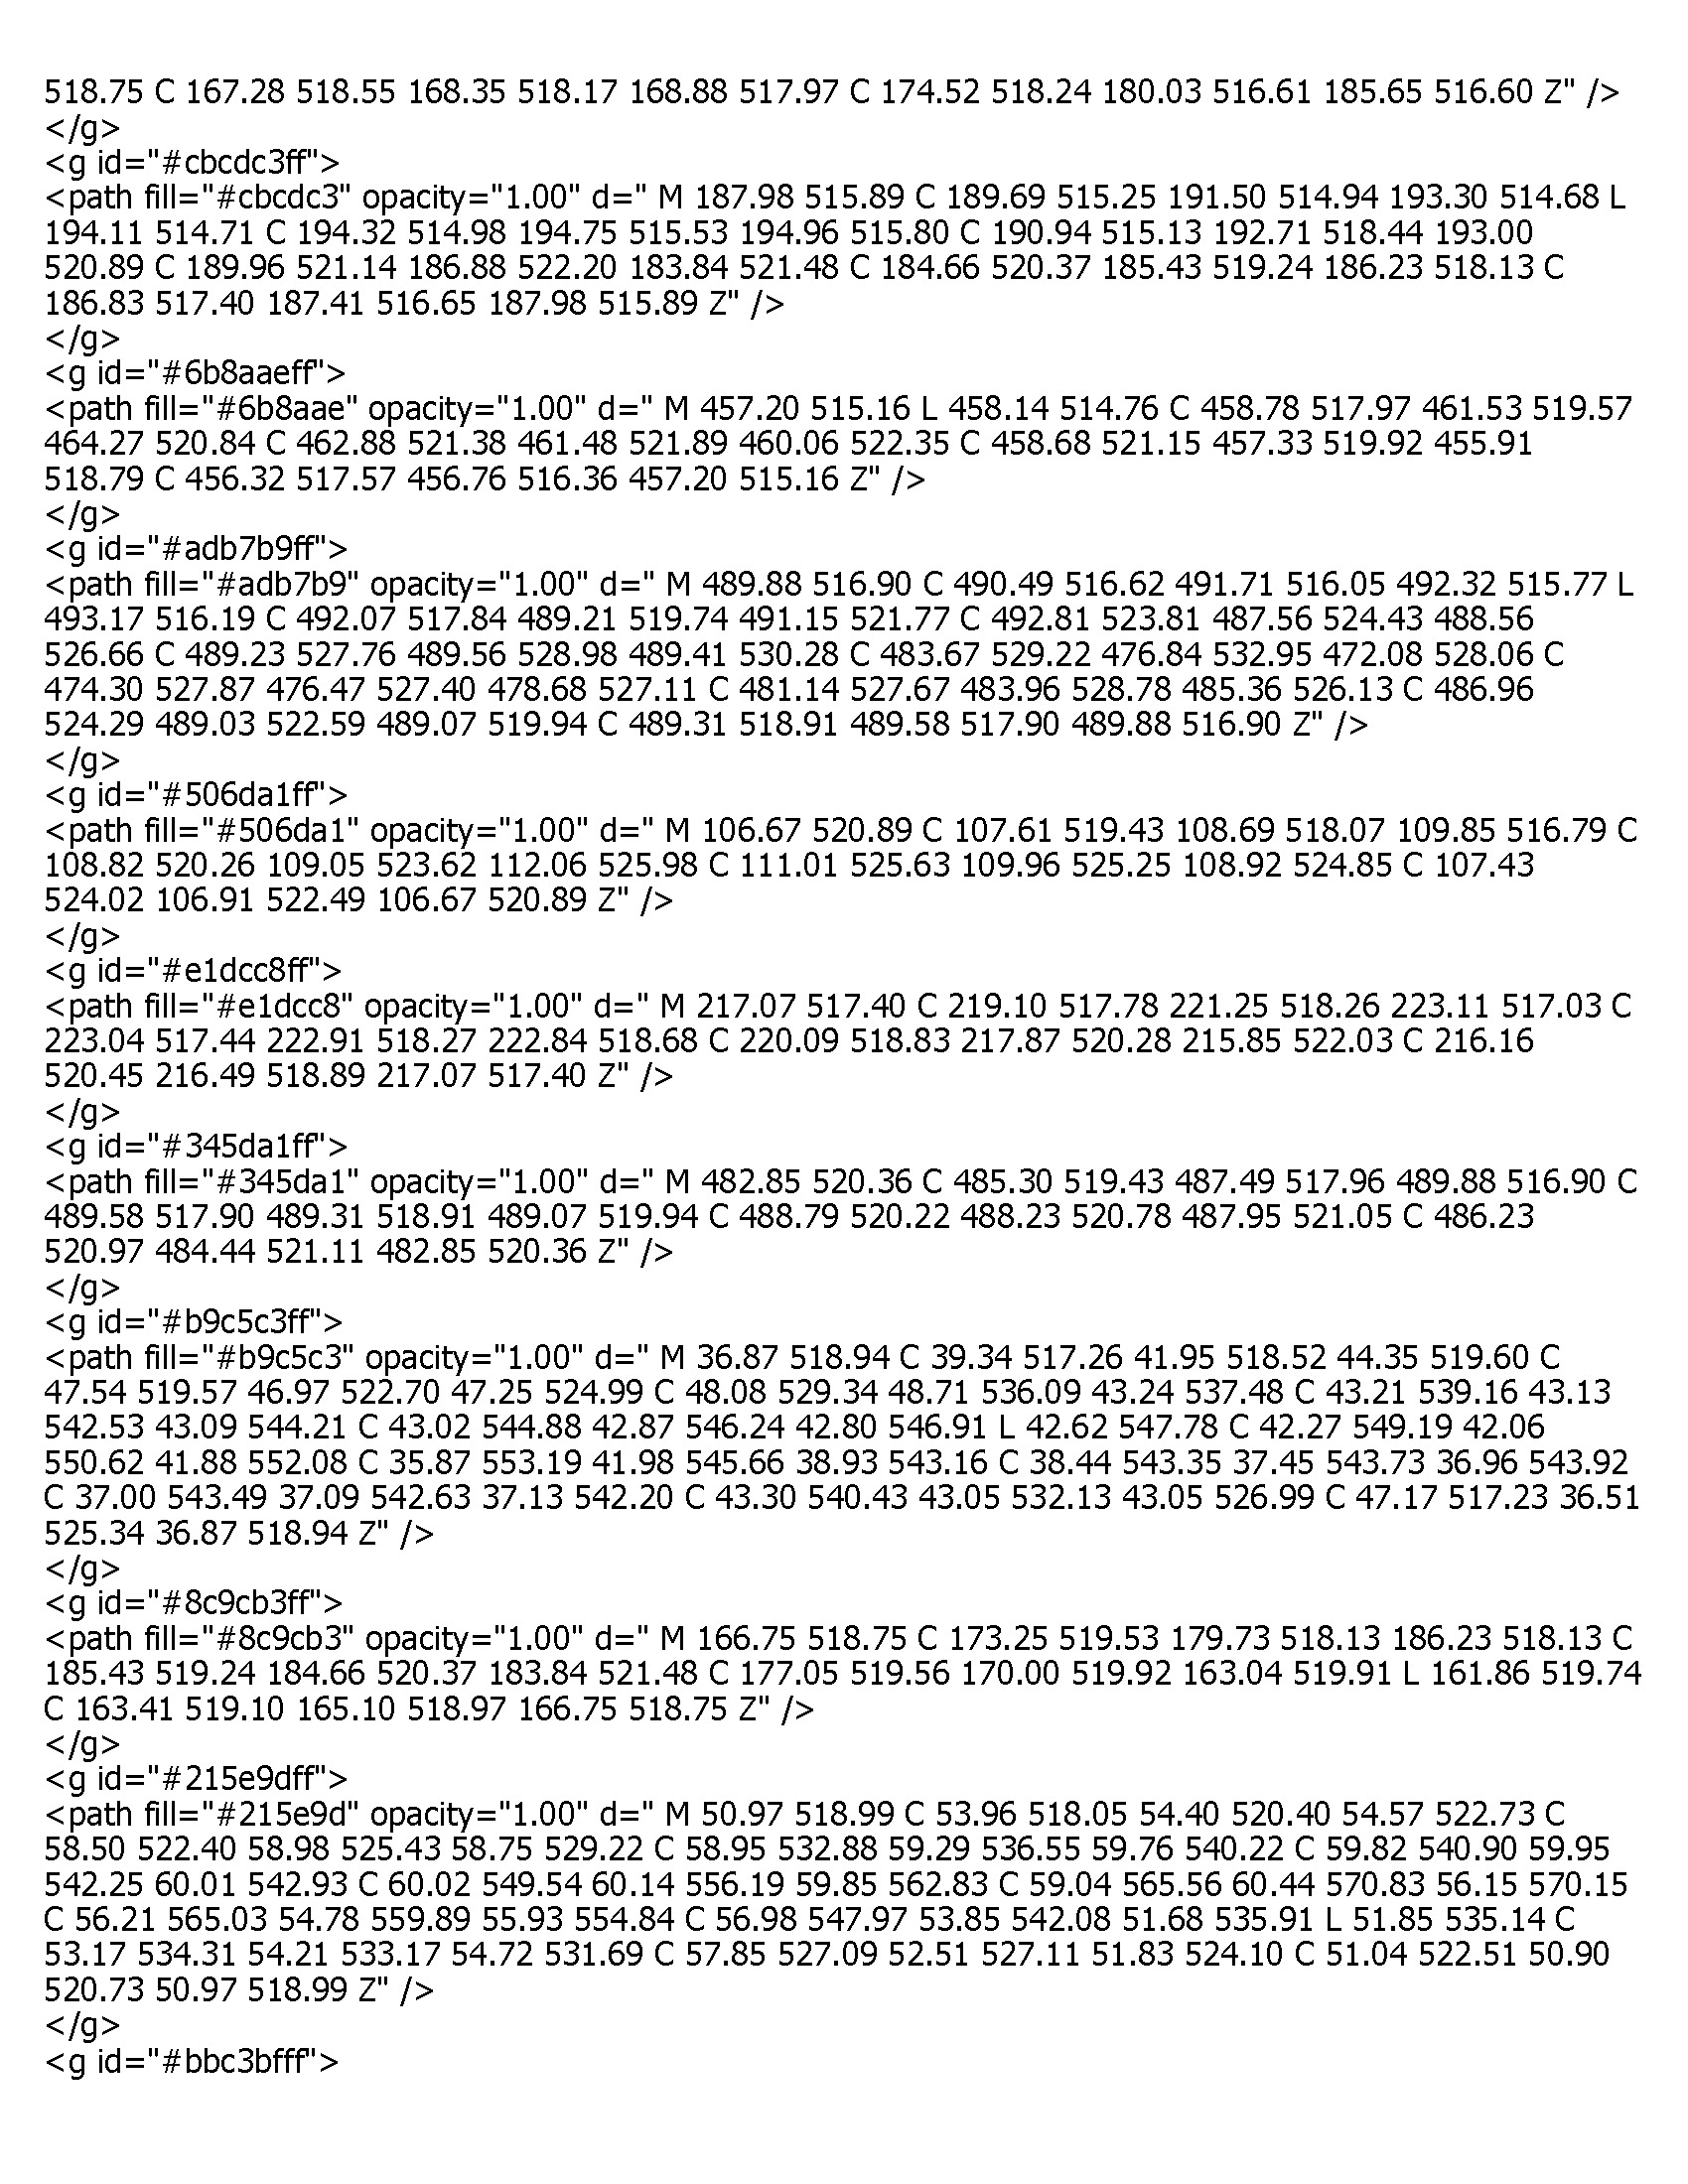 518.75 C 167.28 518.55 168.35 518.17 168.88 517.97 C 174.52 518.24 180.03 516.61 185.65 516.60 Z" />
</g>
<g id="#cbcdc3ff">
<path fill="#cbcdc3" opacity="1.00" d=" M 187.98 515.89 C 189.69 515.25 191.50 514.94 193.30 514.68 L
194.11 514.71 C 194.32 514.98 194.75 515.53 194.96 515.80 C 190.94 515.13 192.71 518.44 193.00
520.89 C 189.96 521.14 186.88 522.20 183.84 521.48 C 184.66 520.37 185.43 519.24 186.23 518.13 C
186.83 517.40 187.41 516.65 187.98 515.89 Z" />
</g>
<g id="#6b8aaeff">
<path fill="#6b8aae" opacity="1.00" d=" M 457.20 515.16 L 458.14 514.76 C 458.78 517.97 461.53 519.57
464.27 520.84 C 462.88 521.38 461.48 521.89 460.06 522.35 C 458.68 521.15 457.33 519.92 455.91
518.79 C 456.32 517.57 456.76 516.36 457.20 515.16 Z" />
</g>
<g id="#adb7b9ff">
<path fill="#adb7b9" opacity="1.00" d=" M 489.88 516.90 C 490.49 516.62 491.71 516.05 492.32 515.77 L
493.17 516.19 C 492.07 517.84 489.21 519.74 491.15 521.77 C 492.81 523.81 487.56 524.43 488.56
526.66 C 489.23 527.76 489.56 528.98 489.41 530.28 C 483.67 529.22 476.84 532.95 472.08 528.06 C
474.30 527.87 476.47 527.40 478.68 527.11 C 481.14 527.67 483.96 528.78 485.36 526.13 C 486.96
524.29 489.03 522.59 489.07 519.94 C 489.31 518.91 489.58 517.90 489.88 516.90 Z" />
</g>
<g id="#506da1ff">
<path fill="#506da1" opacity="1.00" d=" M 106.67 520.89 C 107.61 519.43 108.69 518.07 109.85 516.79 C
108.82 520.26 109.05 523.62 112.06 525.98 C 111.01 525.63 109.96 525.25 108.92 524.85 C 107.43
524.02 106.91 522.49 106.67 520.89 Z" />
</g>
<g id="#e1dcc8ff">
<path fill="#e1dcc8" opacity="1.00" d=" M 217.07 517.40 C 219.10 517.78 221.25 518.26 223.11 517.03 C
223.04 517.44 222.91 518.27 222.84 518.68 C 220.09 518.83 217.87 520.28 215.85 522.03 C 216.16
520.45 216.49 518.89 217.07 517.40 Z" />
</g>
<g id="#345da1ff">
<path fill="#345da1" opacity="1.00" d=" M 482.85 520.36 C 485.30 519.43 487.49 517.96 489.88 516.90 C
489.58 517.90 489.31 518.91 489.07 519.94 C 488.79 520.22 488.23 520.78 487.95 521.05 C 486.23
520.97 484.44 521.11 482.85 520.36 Z" />
</g>
<g id="#b9c5c3ff">
<path fill="#b9c5c3" opacity="1.00" d=" M 36.87 518.94 C 39.34 517.26 41.95 518.52 44.35 519.60 C
47.54 519.57 46.97 522.70 47.25 524.99 C 48.08 529.34 48.71 536.09 43.24 537.48 C 43.21 539.16 43.13
542.53 43.09 544.21 C 43.02 544.88 42.87 546.24 42.80 546.91 L 42.62 547.78 C 42.27 549.19 42.06
550.62 41.88 552.08 C 35.87 553.19 41.98 545.66 38.93 543.16 C 38.44 543.35 37.45 543.73 36.96 543.92
C 37.00 543.49 37.09 542.63 37.13 542.20 C 43.30 540.43 43.05 532.13 43.05 526.99 C 47.17 517.23 36.51
525.34 36.87 518.94 Z" />
</g>
<g id="#8c9cb3ff">
<path fill="#8c9cb3" opacity="1.00" d=" M 166.75 518.75 C 173.25 519.53 179.73 518.13 186.23 518.13 C
185.43 519.24 184.66 520.37 183.84 521.48 C 177.05 519.56 170.00 519.92 163.04 519.91 L 161.86 519.74
C 163.41 519.10 165.10 518.97 166.75 518.75 Z" />
</g>
<g id="#215e9dff">
<path fill="#215e9d" opacity="1.00" d=" M 50.97 518.99 C 53.96 518.05 54.40 520.40 54.57 522.73 C
58.50 522.40 58.98 525.43 58.75 529.22 C 58.95 532.88 59.29 536.55 59.76 540.22 C 59.82 540.90 59.95
542.25 60.01 542.93 C 60.02 549.54 60.14 556.19 59.85 562.83 C 59.04 565.56 60.44 570.83 56.15 570.15
C 56.21 565.03 54.78 559.89 55.93 554.84 C 56.98 547.97 53.85 542.08 51.68 535.91 L 51.85 535.14 C
53.17 534.31 54.21 533.17 54.72 531.69 C 57.85 527.09 52.51 527.11 51.83 524.10 C 51.04 522.51 50.90
520.73 50.97 518.99 Z" />
</g>
<g id="#bbc3bfff">